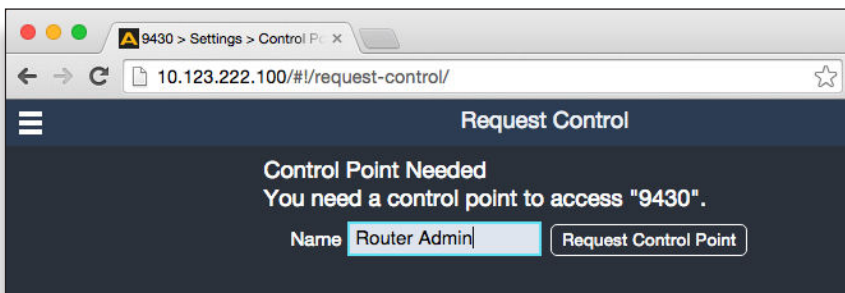 9430 > Settings > Control Po
10.123.222.100/#!/request-control/
Request Control
Control Point Needed
You need a control point to access "9430".
Name Router Admin Request Control Point